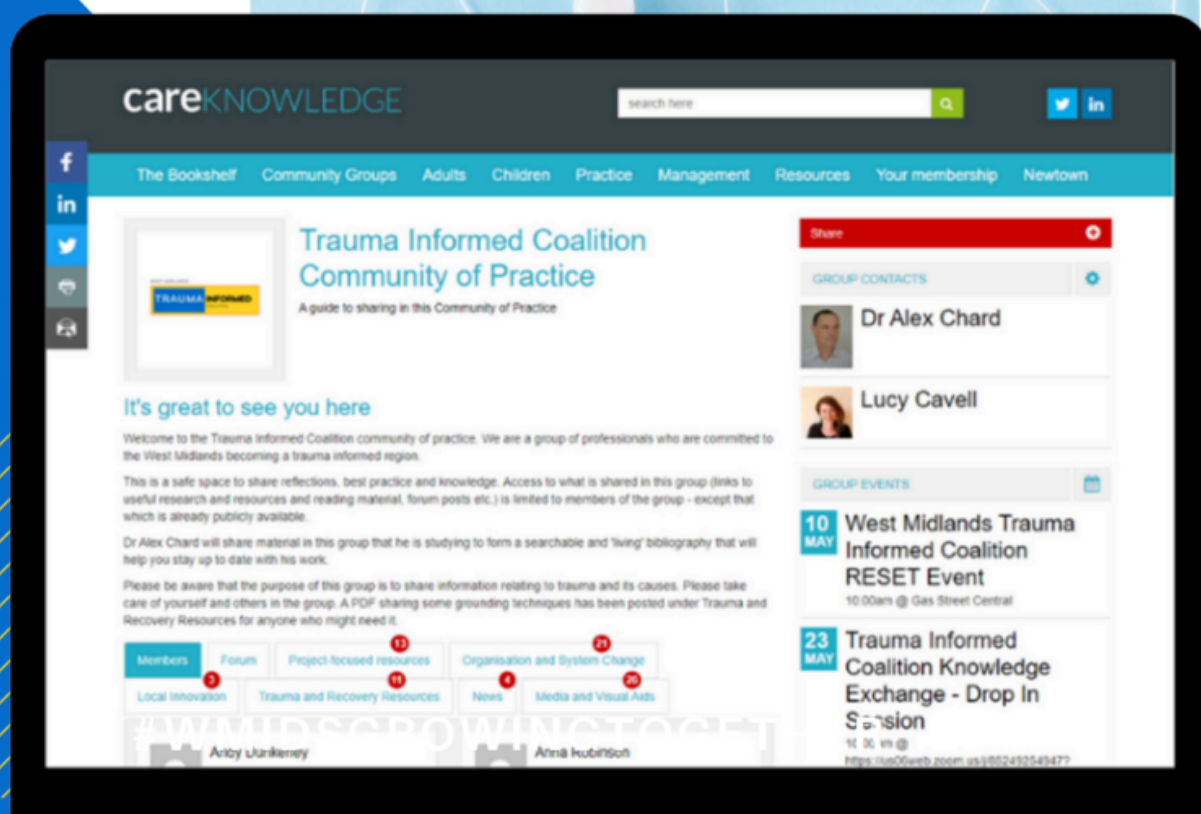 careKNOWLEDGE
search here
The Bookshelf Community Groups Adults Children Practice Management Resources Your membership Newtown
TRAUMA INFORMED
Trauma Informed Coalition
Community of Practice
A guide to sharing in this Community of Practice
It's great to see you here
Welcome to the Trauma Informed Coalition community of practice. We are a group of professionals who are committed to
the West Midlands becoming a trauma informed region.
This is a safe space to share reflections, best practice and knowledge. Access to what is shared in this group (links to
useful research and resources and reading material, forum posts etc.) is limited to members of the group - except that
which is already publicly available.
Dr Alex Chard will share material in this group that he is studying to form a searchable and 'living' bibliography that will
help you stay up to date with his work.
Please be aware that the purpose of this group is to share information relating to trauma and its causes. Please take
care of yourself and others in the group. A PDF sharing some grounding techniques has been posted under Trauma and
Recovery Resources for anyone who might need it.
Members Forum Project-focused resources 13 Organisation and System Change 21
Local Innovation 3 Trauma and Recovery Resources 11 News 4 Media and Visual Aids 20
Anna Robinson
Share
GROUP CONTACTS
Dr Alex Chard
Lucy Cavell
GROUP EVENTS
10 MAY
West Midlands Trauma
Informed Coalition
RESET Event
10:00am @ Gas Street Central
23 MAY
Trauma Informed
Coalition Knowledge
Exchange - Drop In
Session
#WMIDSGROWINGTOGETH